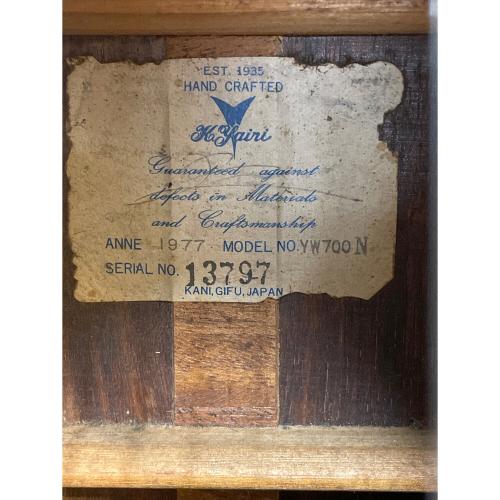 EST. 1935
HAND CRAFTED
K.Yairi
Guaranteed against
defects in Materials
and Craftsmanship
ANNE 1977 MODEL NO. YW700N
SERIAL NO. 13797
KANI, GIFU, JAPAN